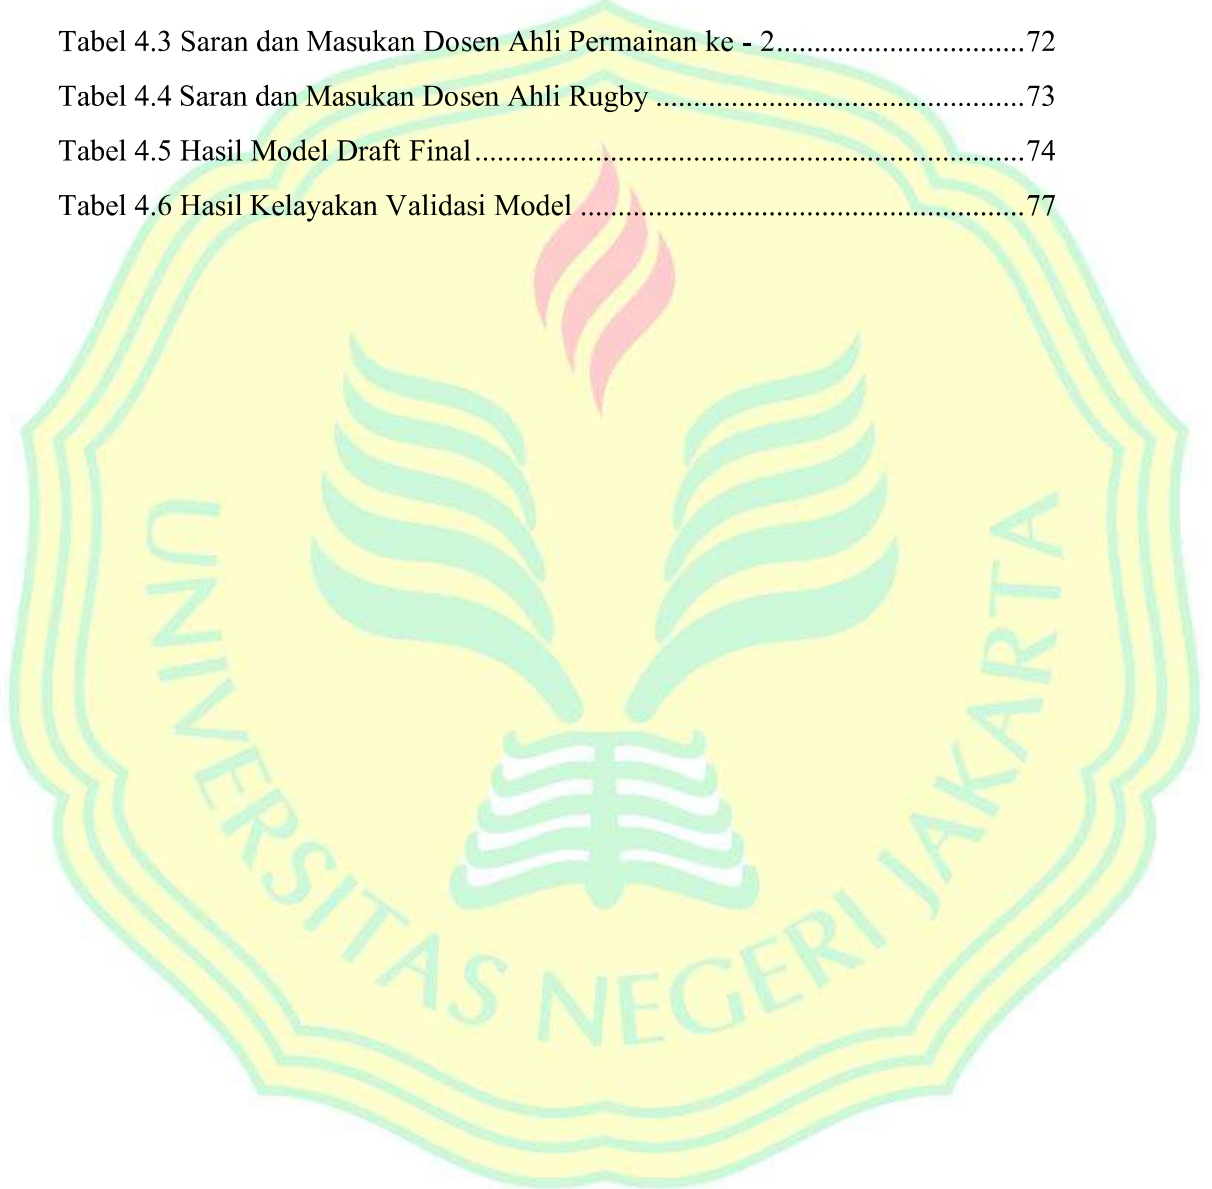 Tabel 4.3 Saran dan Masukan Dosen Ahli Permainan ke - 2.................................72
Tabel 4.4 Saran dan Masukan Dosen Ahli Rugby .................................................73
Tabel 4.5 Hasil Model Draft Final.........................................................................74
Tabel 4.6 Hasil Kelayakan Validasi Model ...........................................................77
UNIVERSITAS NEGERI JAKARTA